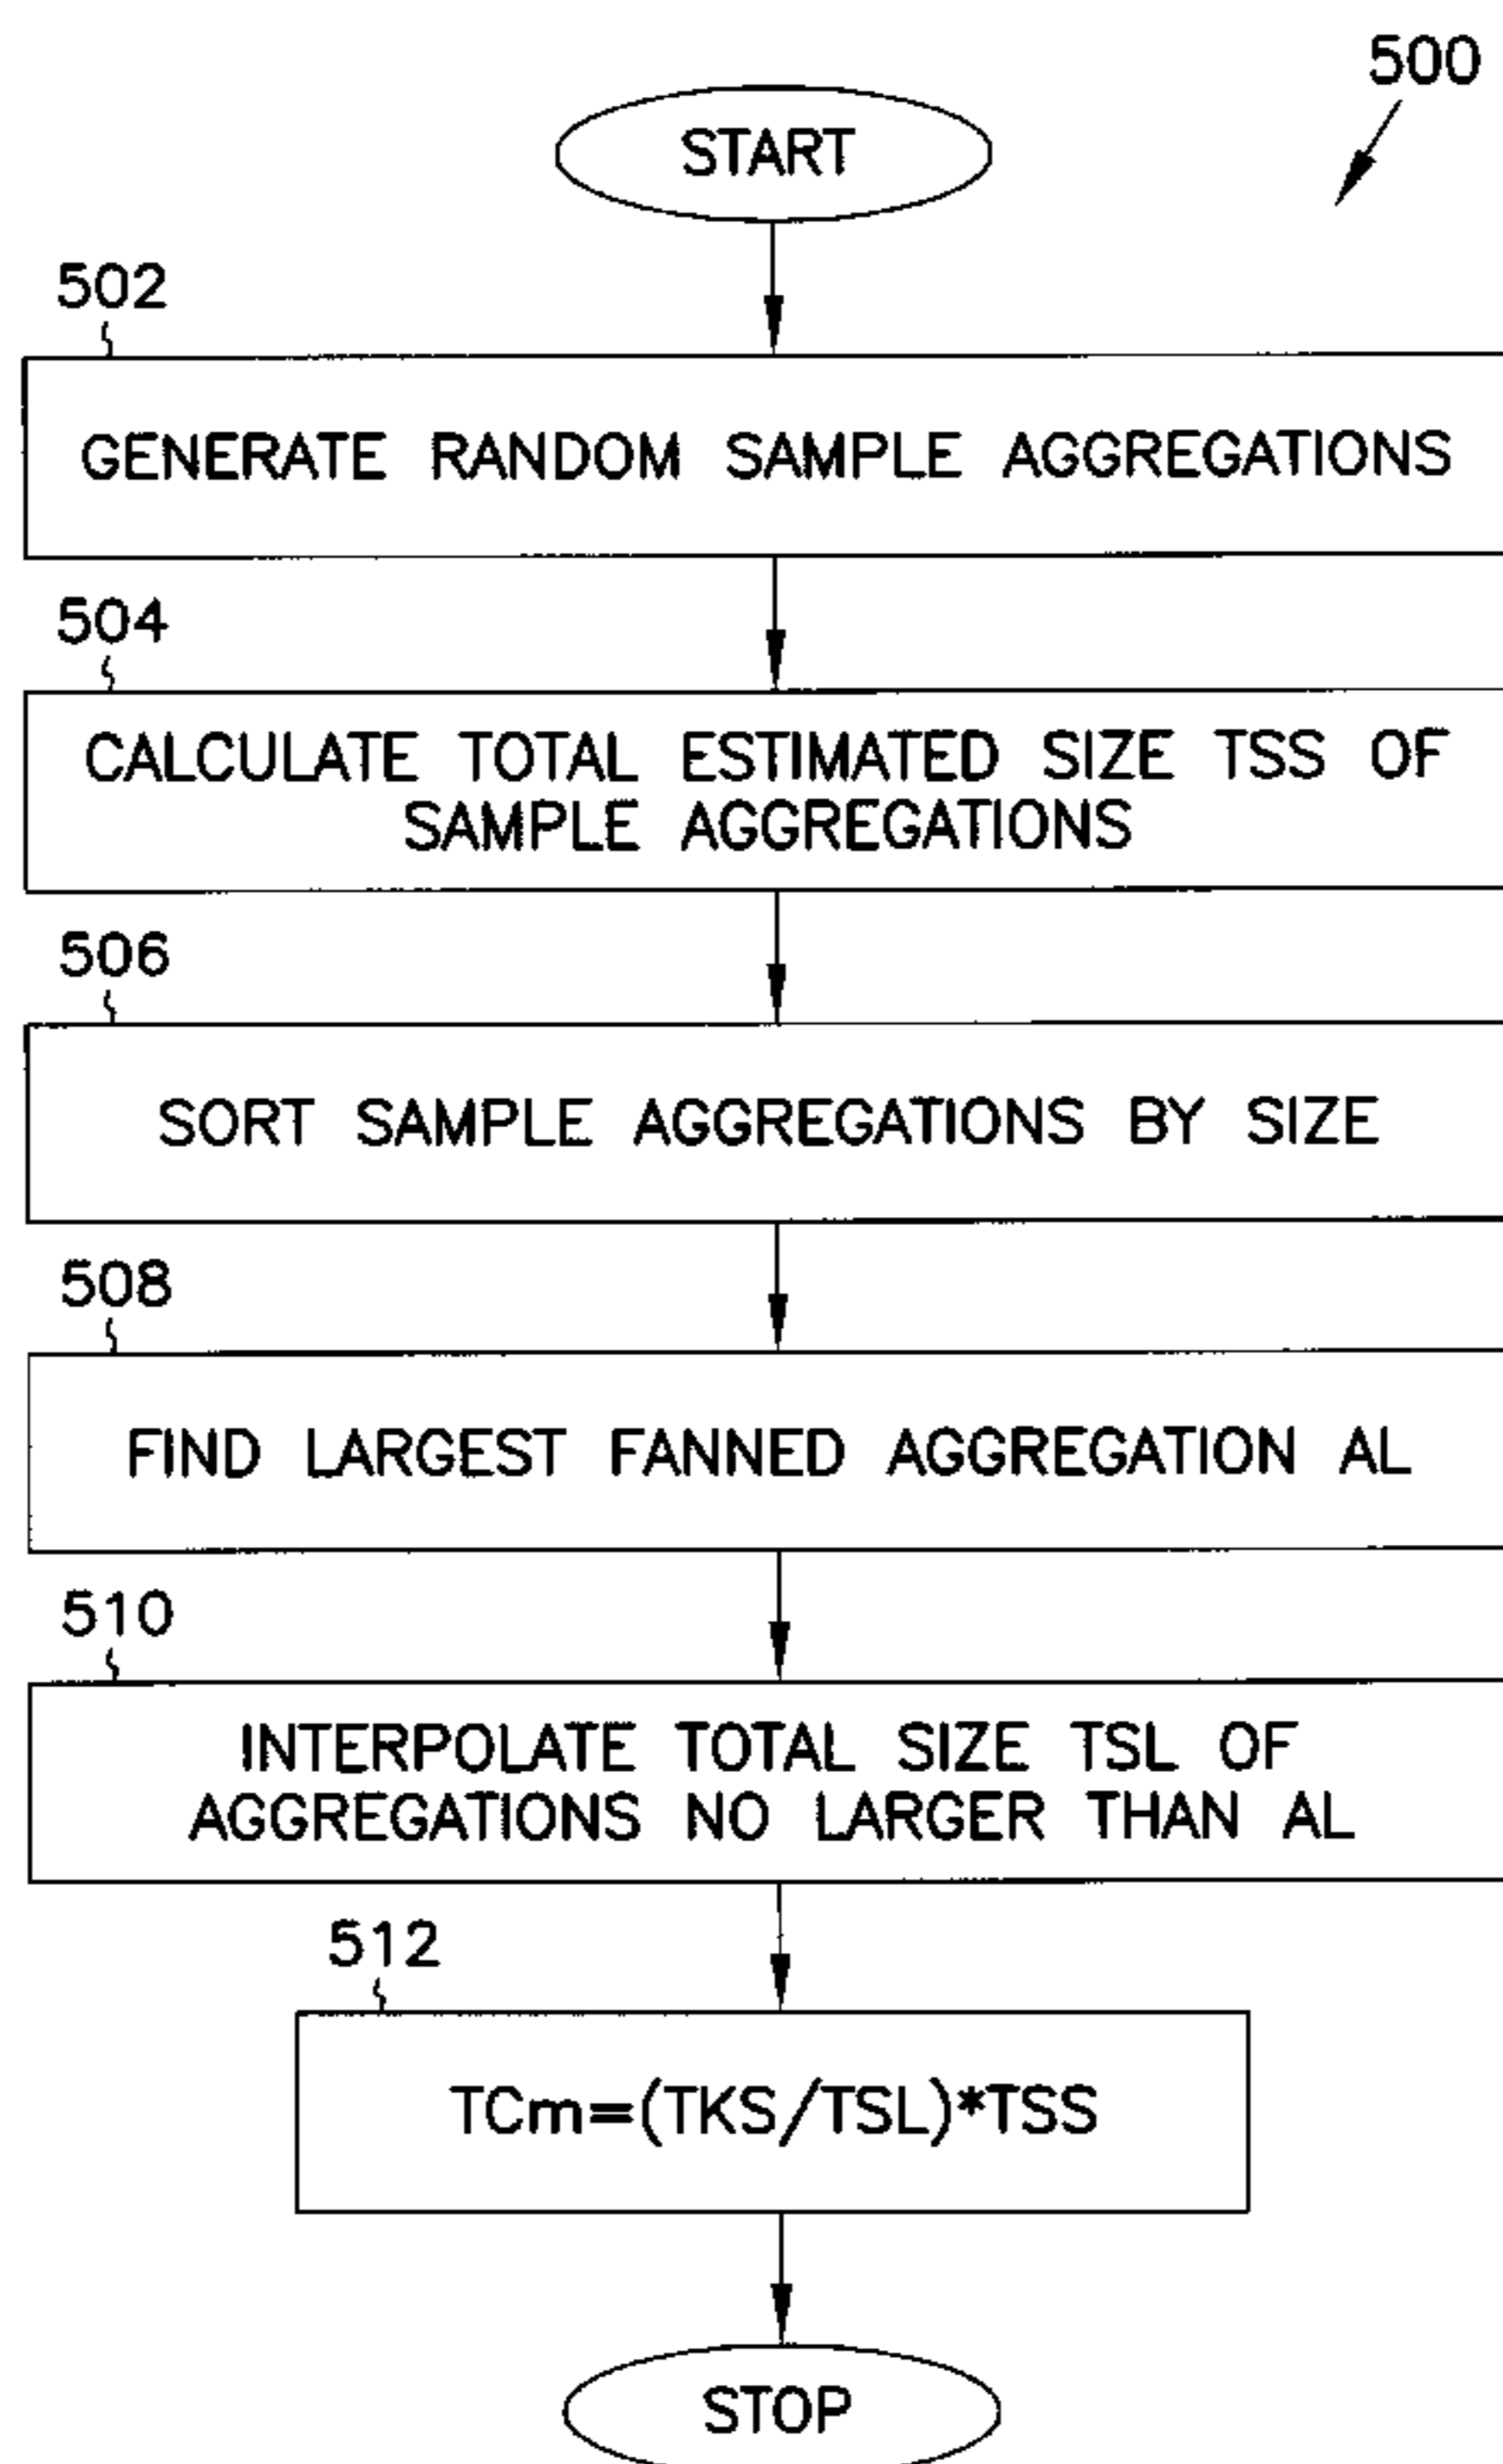 500
START
502
GENERATE RANDOM SAMPLE AGGREGATIONS
504
CALCULATE TOTAL ESTIMATED SIZE TSS OF
SAMPLE AGGREGATIONS
506
SORT SAMPLE AGGREGATIONS BY SIZE
508
FIND LARGEST FANNED AGGREGATION AL
510
INTERPOLATE TOTAL SIZE TSL OF
AGGREGATIONS NO LARGER THAN AL
512
TCm=(TKS/TSL)*TSS
STOP